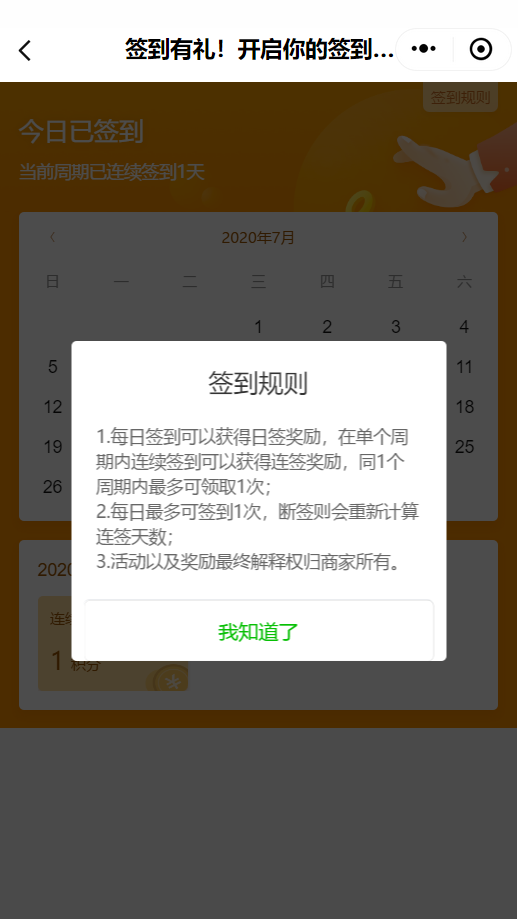 签到有礼！开启你的签到...
签到规则
今日已签到
当前周期已连续签到1天
2020年7月
日 一 二 三 四 五 六
1 2 3 4
5 11
12 18
19 25
26
签到规则
1.每日签到可以获得日签奖励，在单个周
期内连续签到可以获得连签奖励，同1个
周期内最多可领取1次；
2.每日最多可签到1次，断签则会重新计算
连签天数；
3.活动以及奖励最终解释权归商家所有。
我知道了
2020
连续
1 积分